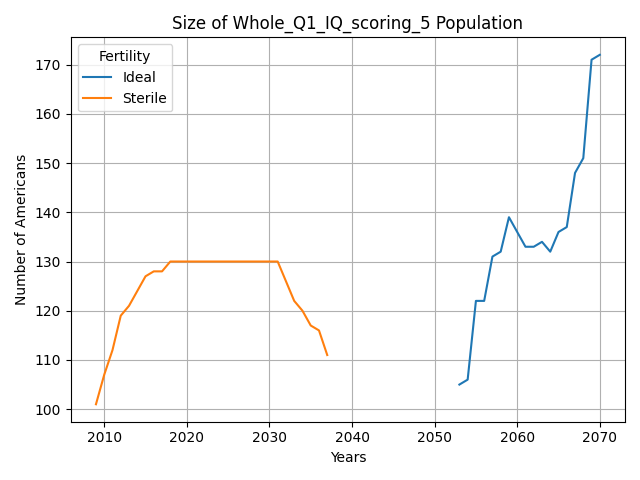 Size of Whole_Q1_IQ_scoring_5 Population
Fertility
Ideal
Sterile
Number of Americans
170
160
150
140
130
120
110
100
2010 2020 2030 2040 2050 2060 2070
Years